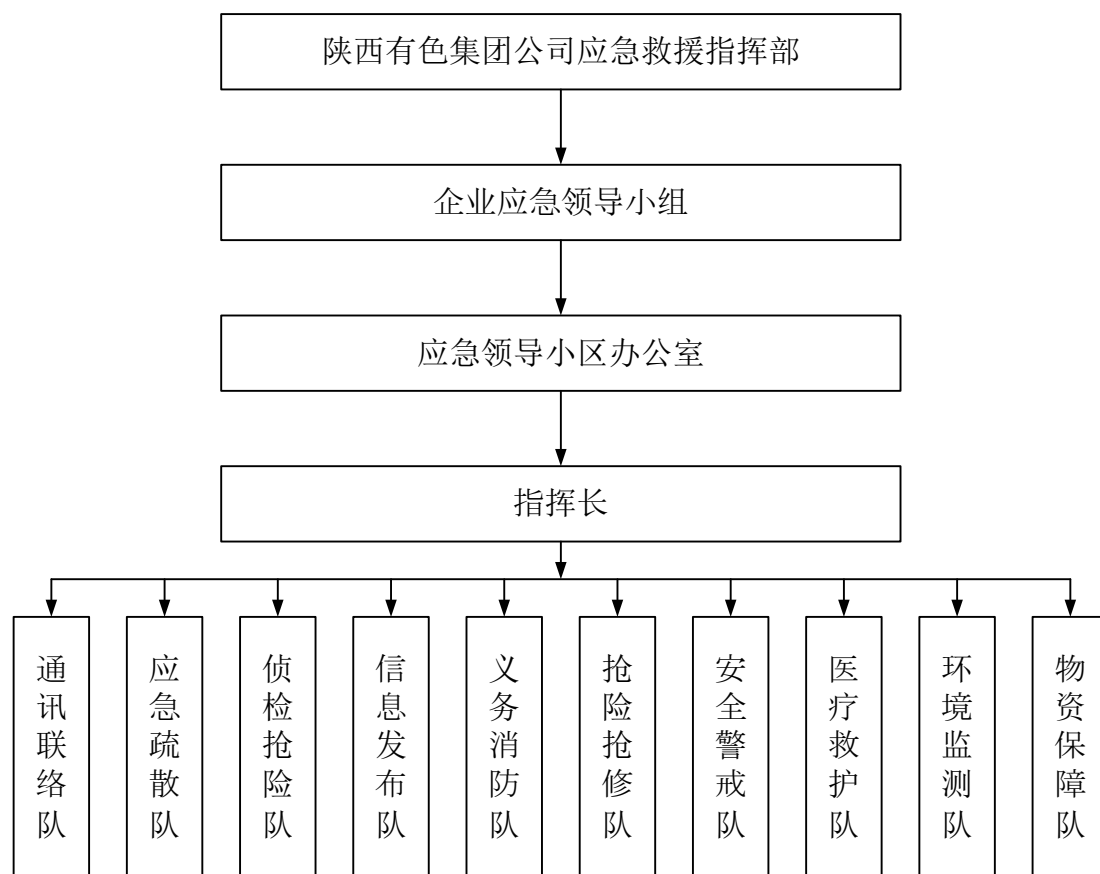 陕西有色集团公司应急救援指挥部
企业应急领导小组
应急领导小区办公室
指挥长
通讯联络队
应急疏散队
侦检抢险队
信息发布队
义务消防队
抢险抢修队
安全警戒队
医疗救护队
环境监测队
物资保障队